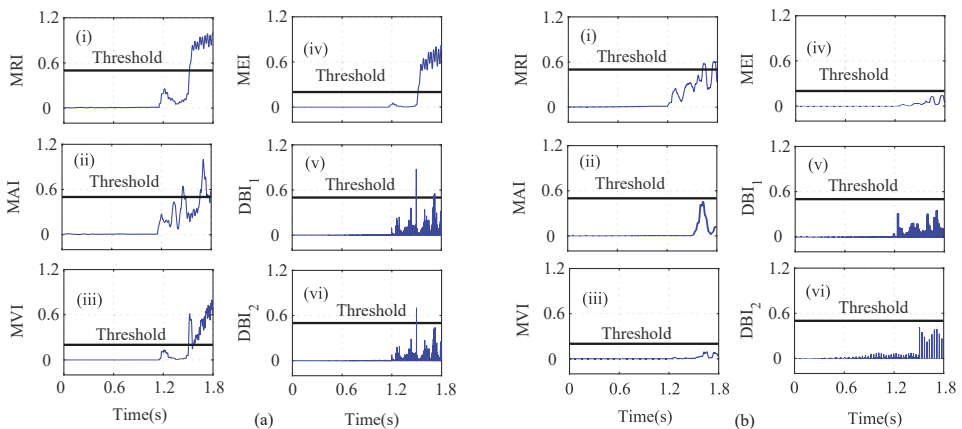 1.2
(i)
Threshold
0.6
0
MRI
1.2
(iv)
Threshold
0.6
0
MEI
1.2
(ii)
Threshold
0.6
0
MAI
1.2
(v)
Threshold
0.6
0
DBI1
1.2
(iii)
Threshold
0.6
0
MVI
0 0.6 1.2 1.8
Time(s)
1.2
(vi)
Threshold
0.6
0
DBI2
0 0.6 1.2 1.8
Time(s)
(a)
1.2
(i)
Threshold
0.6
0
MRI
1.2
(iv)
Threshold
0.6
0
MEI
1.2
(ii)
Threshold
0.6
0
MAI
1.2
(v)
Threshold
0.6
0
DBI1
1.2
(iii)
Threshold
0.6
0
MVI
0 0.6 1.2 1.8
Time(s)
1.2
(vi)
Threshold
0.6
0
DBI2
0 0.6 1.2 1.8
Time(s)
(b)